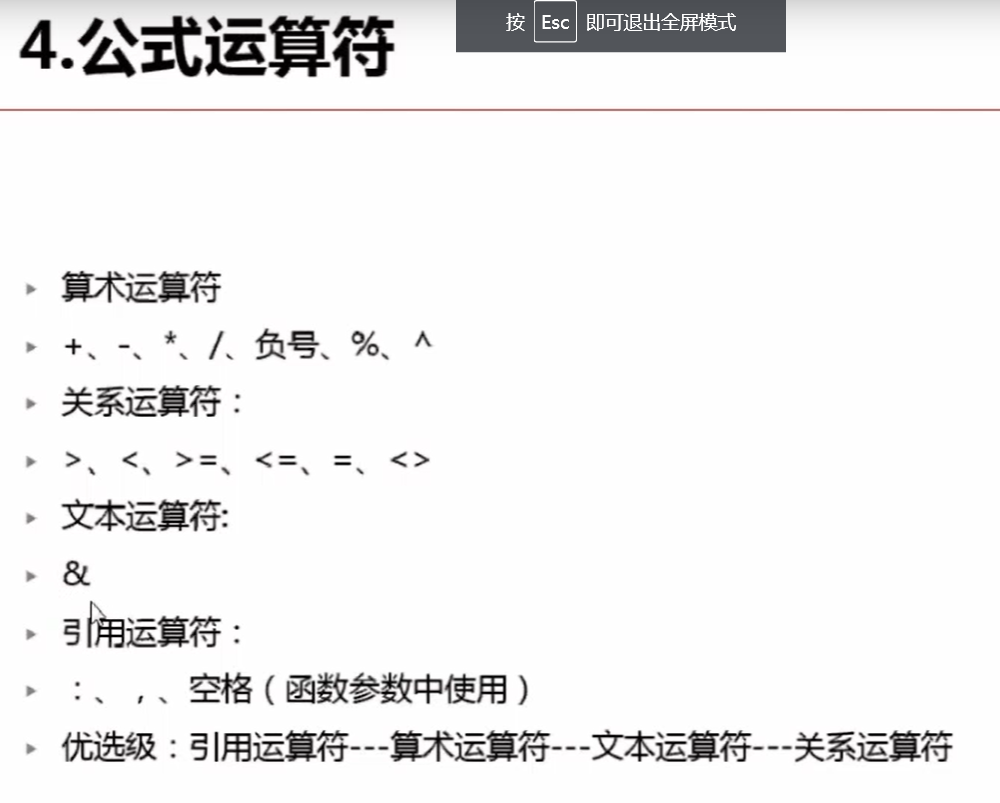 按 Esc 即可退出全屏模式
4.公式运算符
算术运算符
+、-、*、/、负号、%、^
关系运算符：
>、<、>=、<=、=、<>
文本运算符:
&
引用运算符：
：、，、空格（函数参数中使用）
优选级：引用运算符---算术运算符---文本运算符---关系运算符